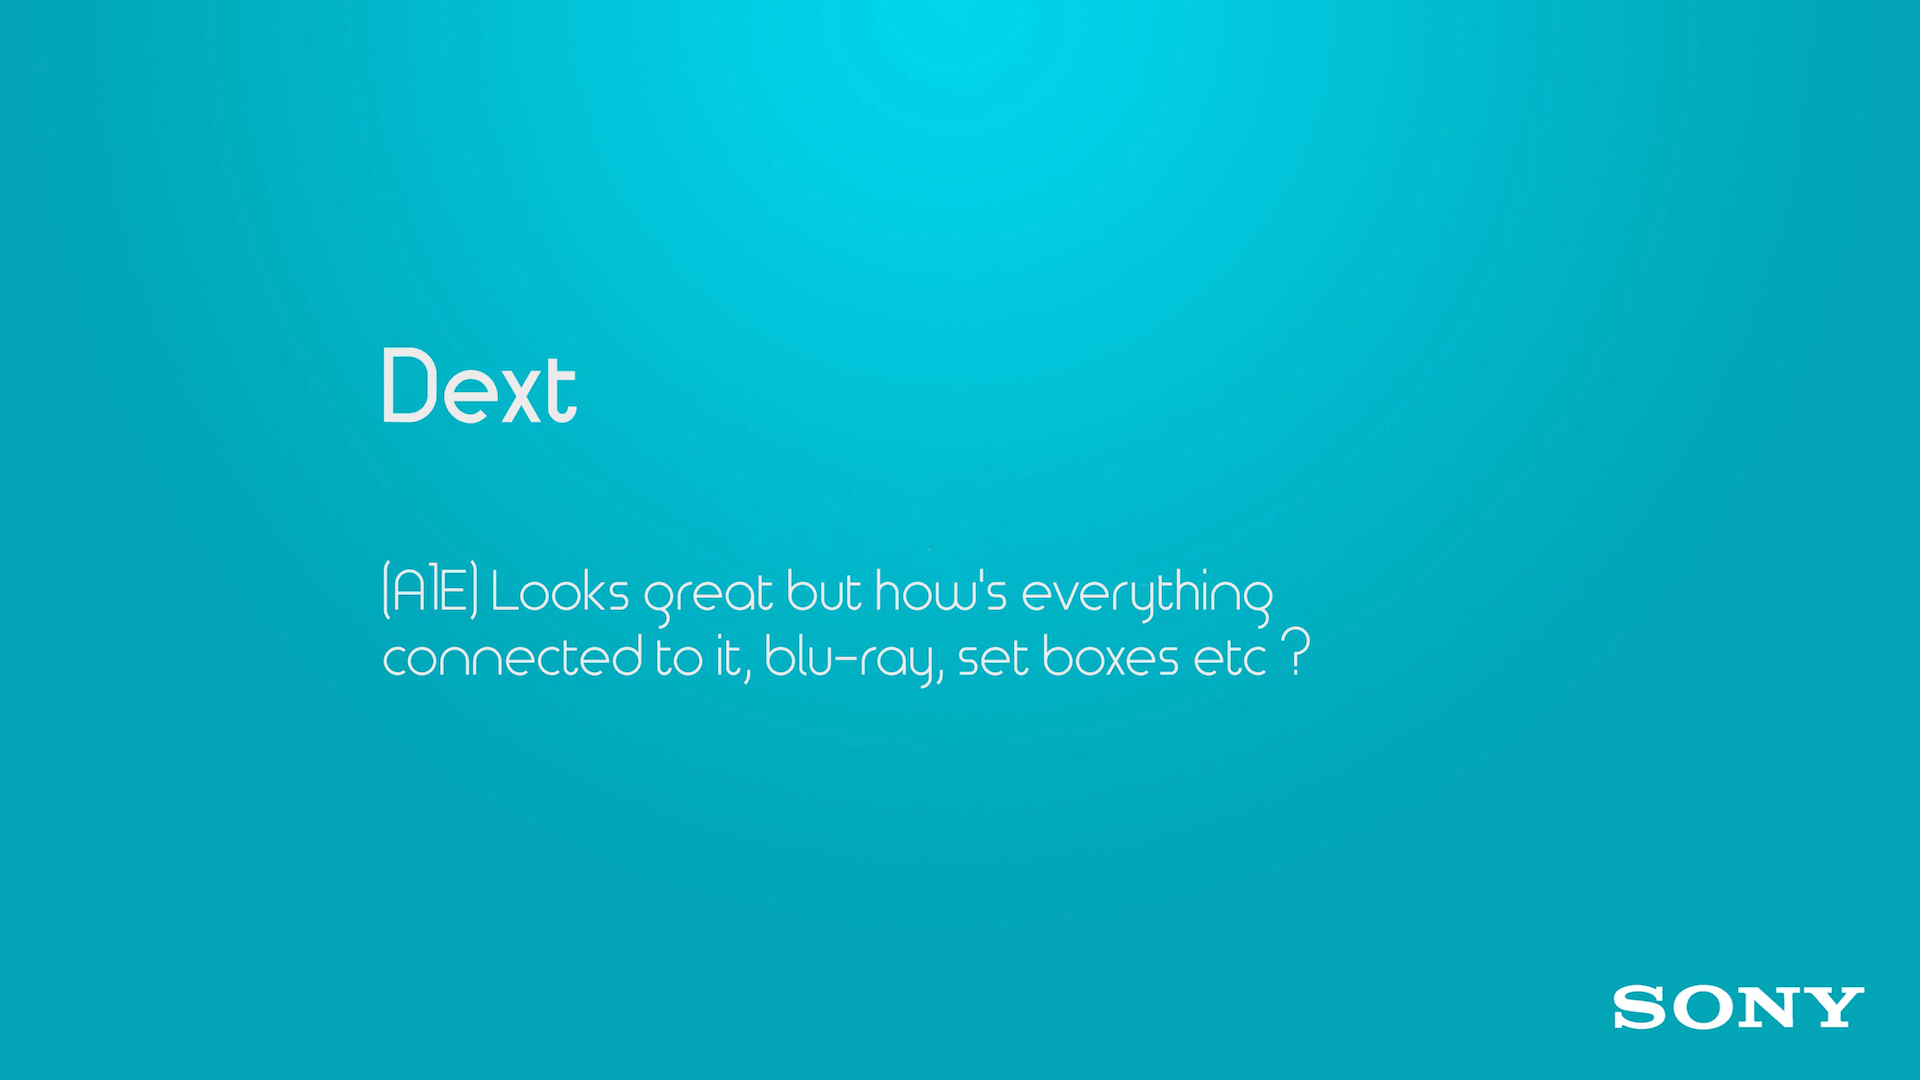 Dext
(A1E) Looks great but how's everything
connected to it, blu-ray, set boxes etc ?
SONY